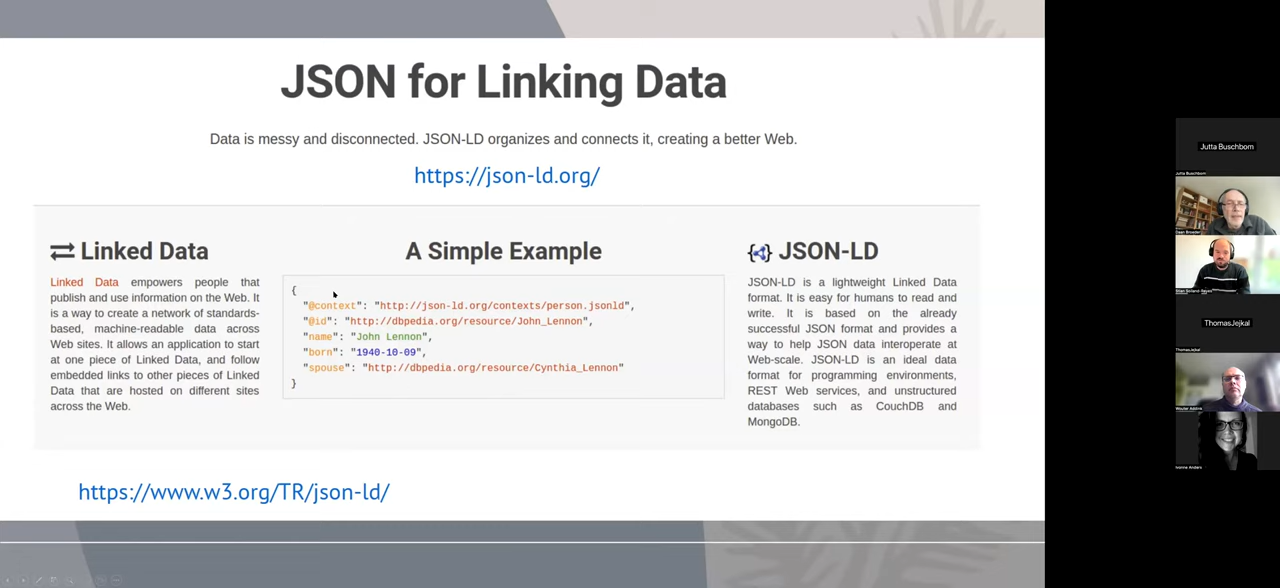 JSON for Linking Data
Data is messy and disconnected. JSON-LD organizes and connects it, creating a better Web.
https://json-ld.org/
Linked Data
Linked Data empowers people that
publish and use information on the Web. It
is a way to create a network of standards-
based, machine-readable data across
Web sites. It allows an application to start
at one piece of Linked Data, and follow
embedded links to other pieces of Linked
Data that are hosted on different sites
across the Web.
A Simple Example
{
"@context": "http://json-ld.org/contexts/person.jsonld",
"@id": "http://dbpedia.org/resource/John_Lennon",
"name": "John Lennon",
"born": "1940-10-09",
"spouse": "http://dbpedia.org/resource/Cynthia_Lennon"
}
JSON-LD
JSON-LD is a lightweight Linked Data
format. It is easy for humans to read and
write. It is based on the already
successful JSON format and provides a
way to help JSON data interoperate at
Web-scale. JSON-LD is an ideal data
format for programming environments,
REST Web services, and unstructured
databases such as CouchDB and
MongoDB.
https://www.w3.org/TR/json-ld/
Jutta Buschbom
Jutta Buschbom
Daan Broeder
ThomasJejkal
ThomasJejkal
Wouter Addink
Ivonne Anders